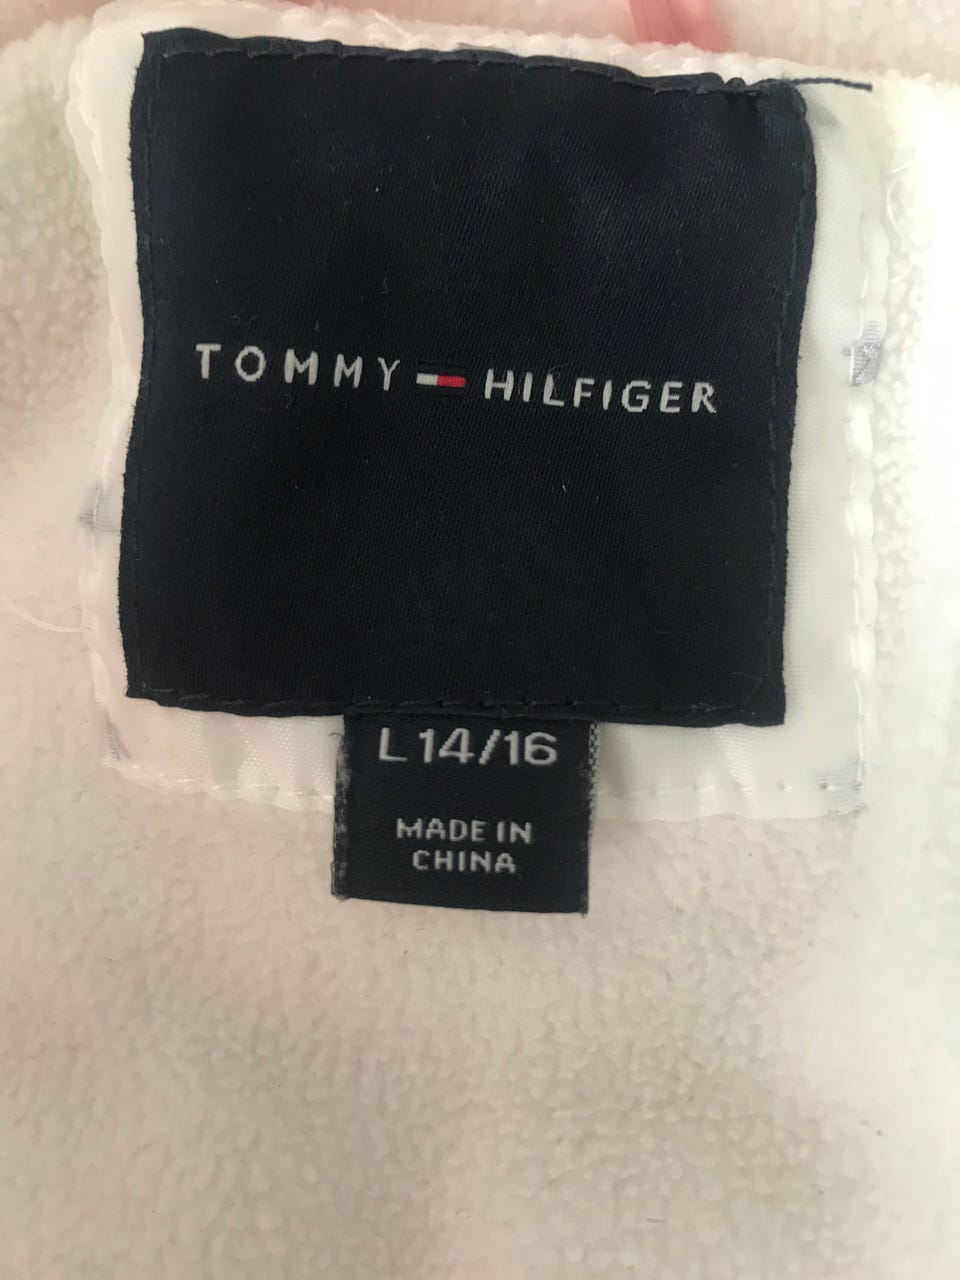 TOMMY HILFIGER
L 14/16
MADE IN
CHINA